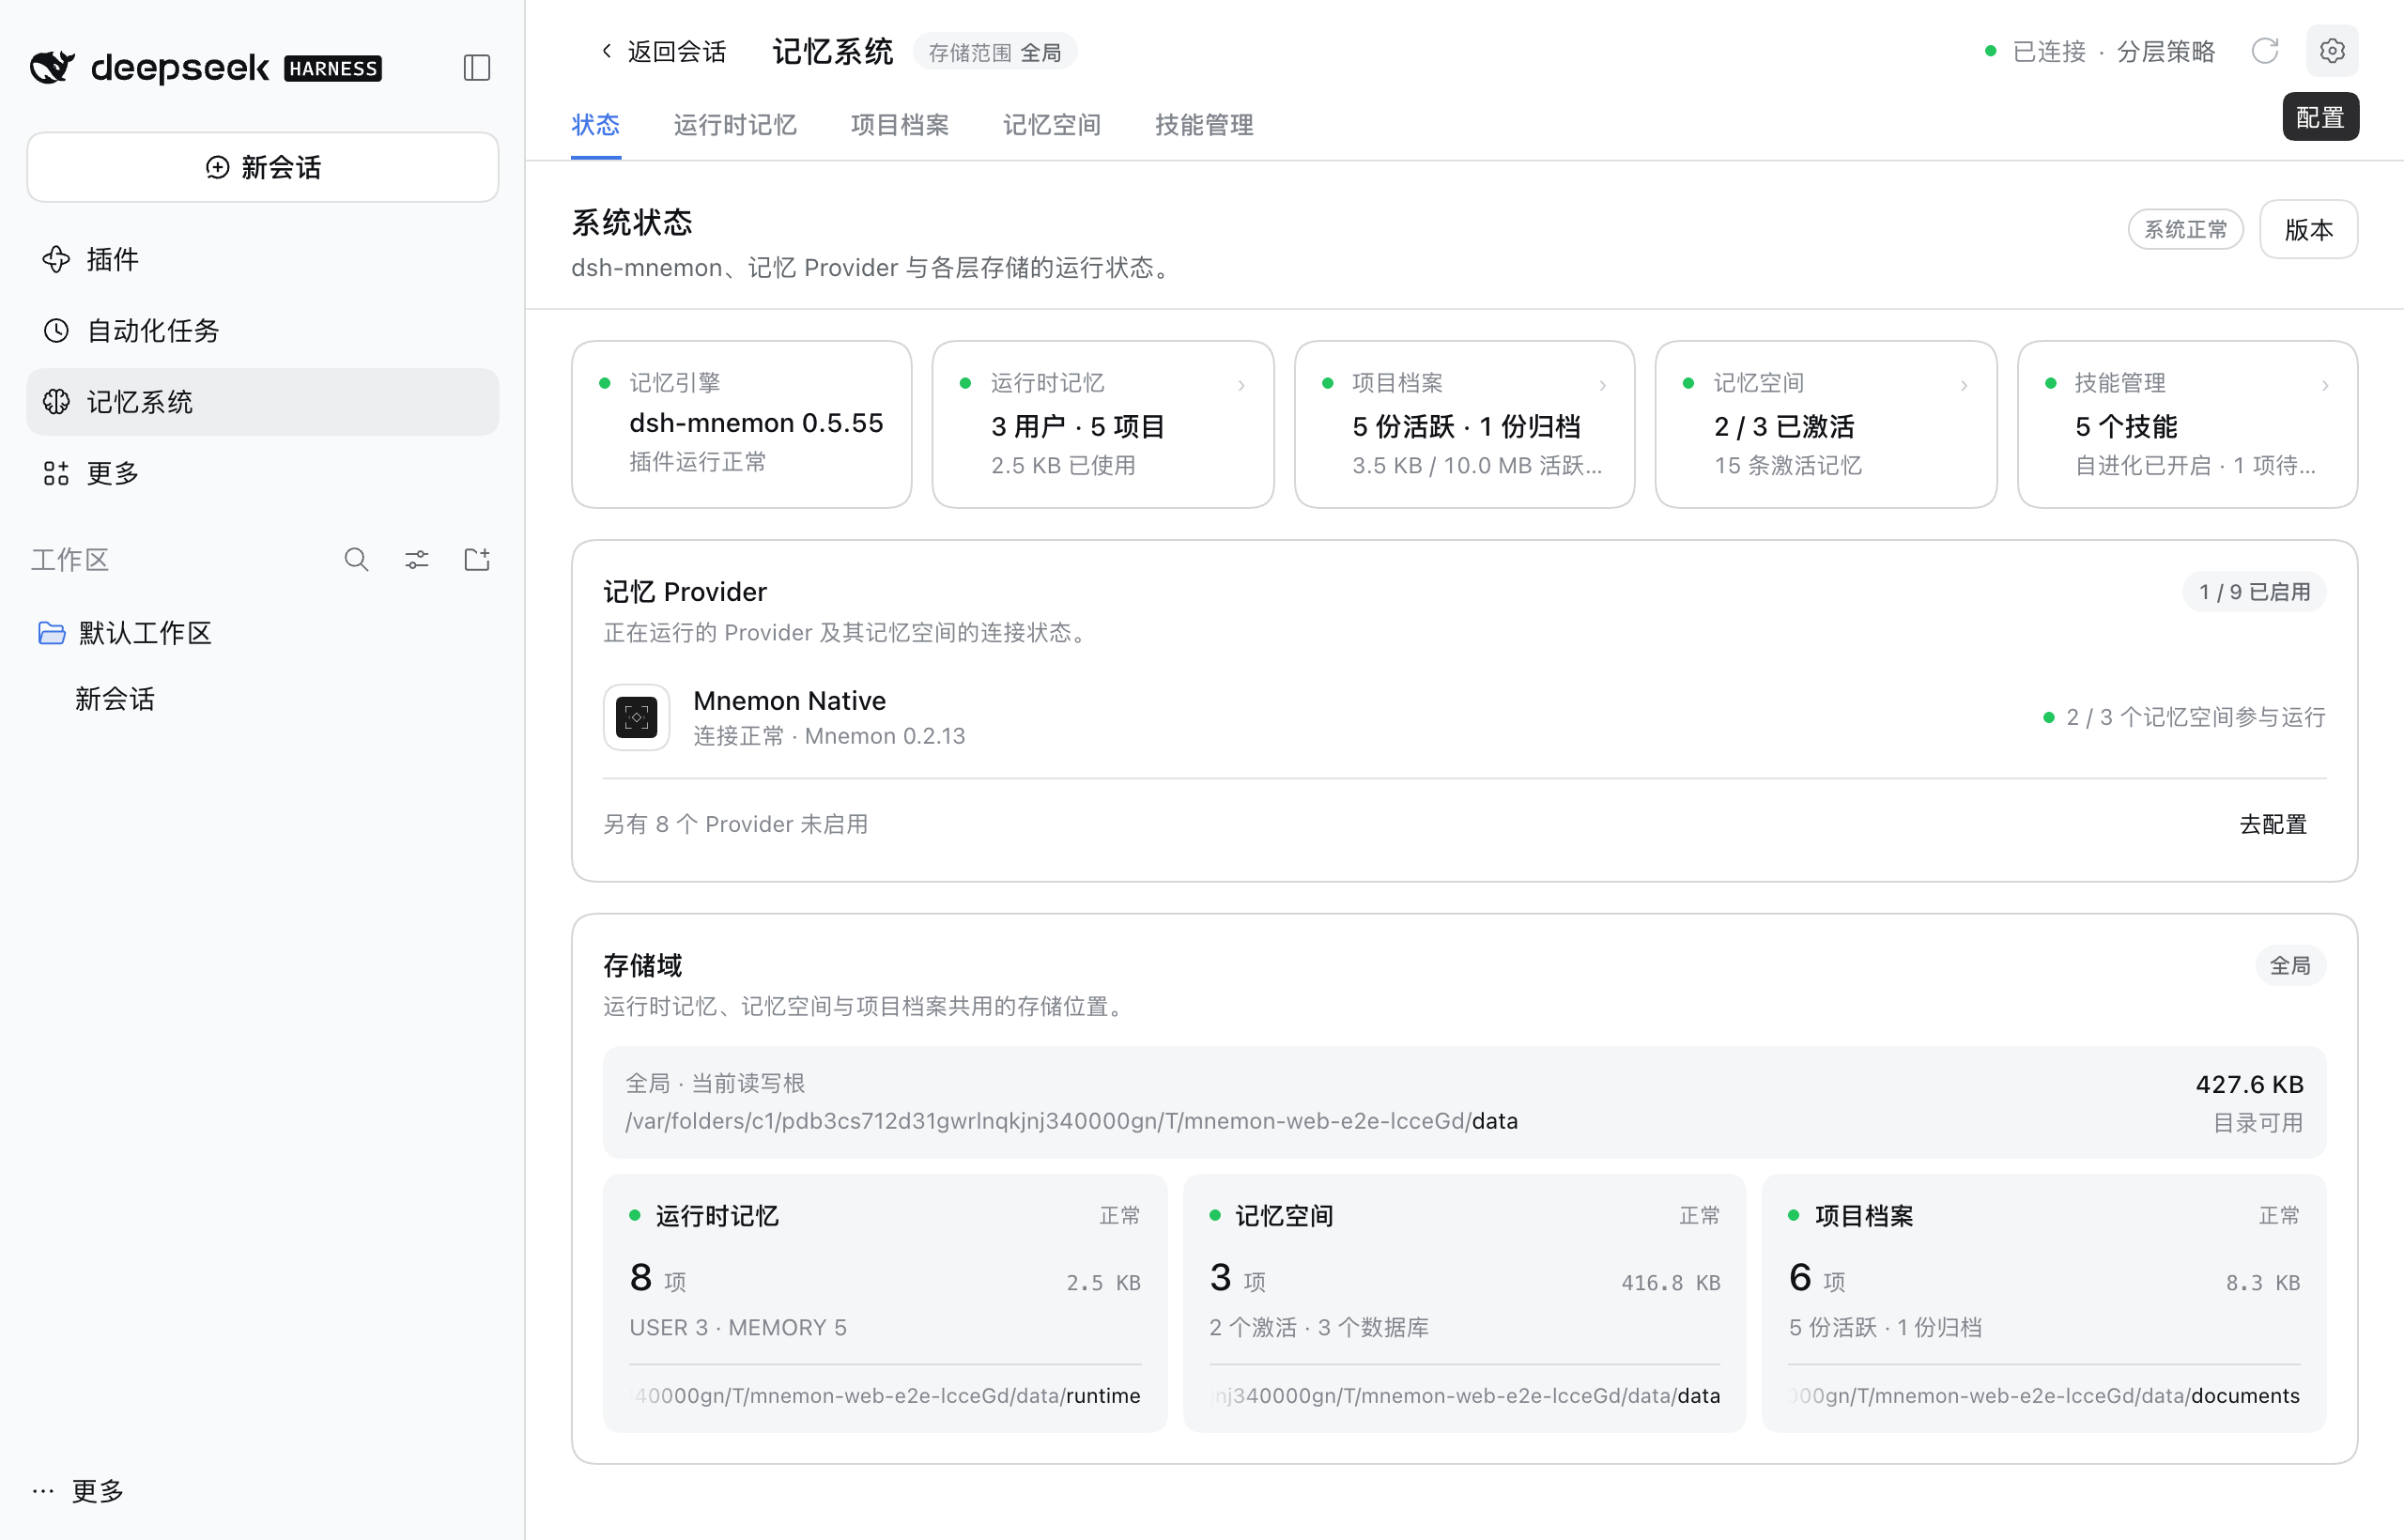 deepseek HARNESS
新会话
插件
自动化任务
记忆系统
更多
工作区
默认工作区
新会话
更多
返回会话
记忆系统
存储范围 全局
已连接 · 分层策略
配置
状态
运行时记忆
项目档案
记忆空间
技能管理
系统状态
dsh-mnemon、记忆 Provider 与各层存储的运行状态。
系统正常
版本
记忆引擎
dsh-mnemon 0.5.55
插件运行正常
运行时记忆
3 用户 · 5 项目
2.5 KB 已使用
项目档案
5 份活跃 · 1 份归档
3.5 KB / 10.0 MB 活跃...
记忆空间
2 / 3 已激活
15 条激活记忆
技能管理
5 个技能
自进化已开启 · 1 项待...
记忆 Provider
1 / 9 已启用
正在运行的 Provider 及其记忆空间的连接状态。
Mnemon Native
连接正常 · Mnemon 0.2.13
2 / 3 个记忆空间参与运行
另有 8 个 Provider 未启用
去配置
存储域
全局
运行时记忆、记忆空间与项目档案共用的存储位置。
全局 · 当前读写根
427.6 KB
/var/folders/c1/pdb3cs712d31gwrlnqkjnj340000gn/T/mnemon-web-e2e-lcceGd/data
目录可用
运行时记忆
正常
8 项
2.5 KB
USER 3 · MEMORY 5
40000gn/T/mnemon-web-e2e-lcceGd/data/runtime
记忆空间
正常
3 项
416.8 KB
2 个激活 · 3 个数据库
nj340000gn/T/mnemon-web-e2e-lcceGd/data/data
项目档案
正常
6 项
8.3 KB
5 份活跃 · 1 份归档
000gn/T/mnemon-web-e2e-lcceGd/data/documents